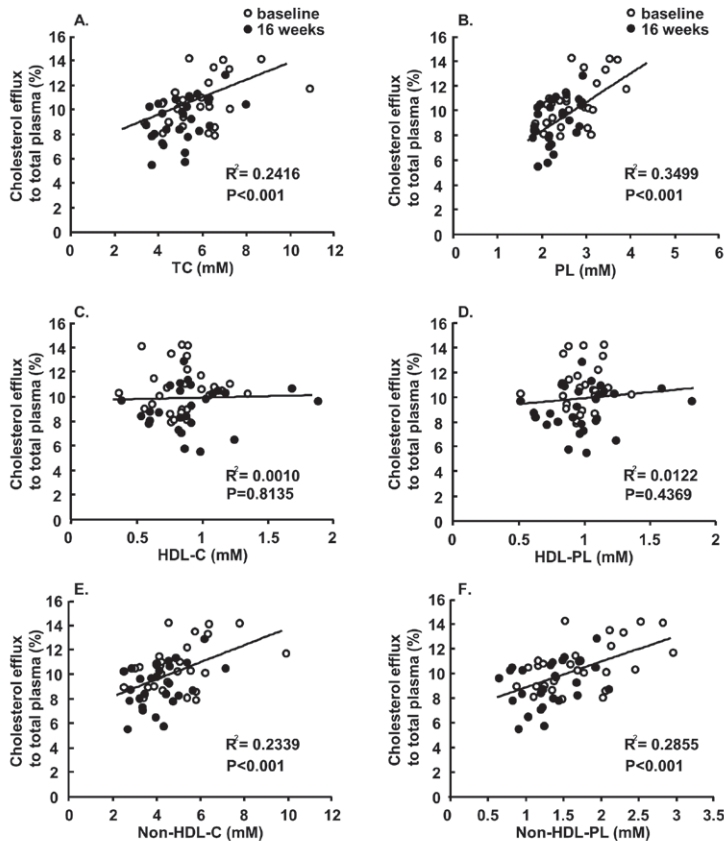 A.
baseline
16 weeks
Cholesterol efflux
to total plasma (%)
16
14
12
10
8
6
4
2
0
R²= 0.2416
P<0.001
0 2 4 6 8 10 12
TC (mM)
B.
baseline
16 weeks
Cholesterol efflux
to total plasma (%)
16
14
12
10
8
6
4
2
0
R²= 0.3499
P<0.001
0 1 2 3 4 5 6
PL (mM)
C.
Cholesterol efflux
to total plasma (%)
16
14
12
10
8
6
4
2
0
R²= 0.0010
P=0.8135
0 0.5 1 1.5 2
HDL-C (mM)
D.
Cholesterol efflux
to total plasma (%)
16
14
12
10
8
6
4
2
0
R²= 0.0122
P=0.4369
0 0.5 1 1.5 2
HDL-PL (mM)
E.
Cholesterol efflux
to total plasma (%)
16
14
12
10
8
6
4
2
0
R²= 0.2339
P<0.001
0 2 4 6 8 10 12
Non-HDL-C (mM)
F.
Cholesterol efflux
to total plasma (%)
16
14
12
10
8
6
4
2
0
R²= 0.2855
P<0.001
0 0.5 1 1.5 2 2.5 3 3.5
Non-HDL-PL (mM)